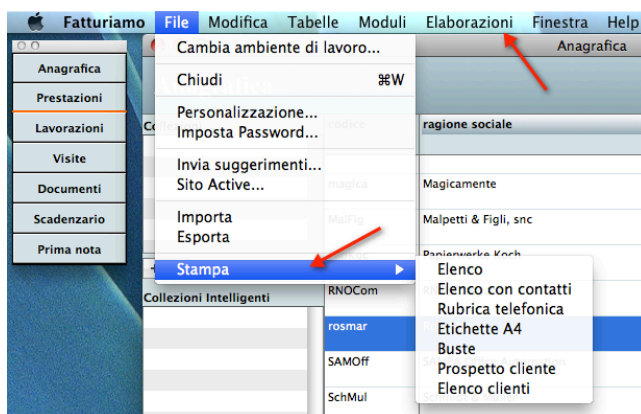 Fatturiamo File Modifica Tabelle Moduli Elaborazioni Finestra Help
Anagrafica
Anagrafica
Prestazioni
Lavorazioni
Visite
Documenti
Scadenzario
Prima nota
Cambia ambiente di lavoro...
Chiudi ⌘W
Personalizzazione...
Imposta Password...
Invia suggerimenti...
Sito Active...
Importa
Esporta
Stampa
Elenco
Elenco con contatti
Rubrica telefonica
Etichette A4
Buste
Prospetto cliente
Elenco clienti
Collezioni Intelligenti
codice ragione sociale
magica Magicamente
MalFig Malpetti & Figli, snc
Papierwerke Koch
RNOCom
rosmar
SAMOff
SchMul